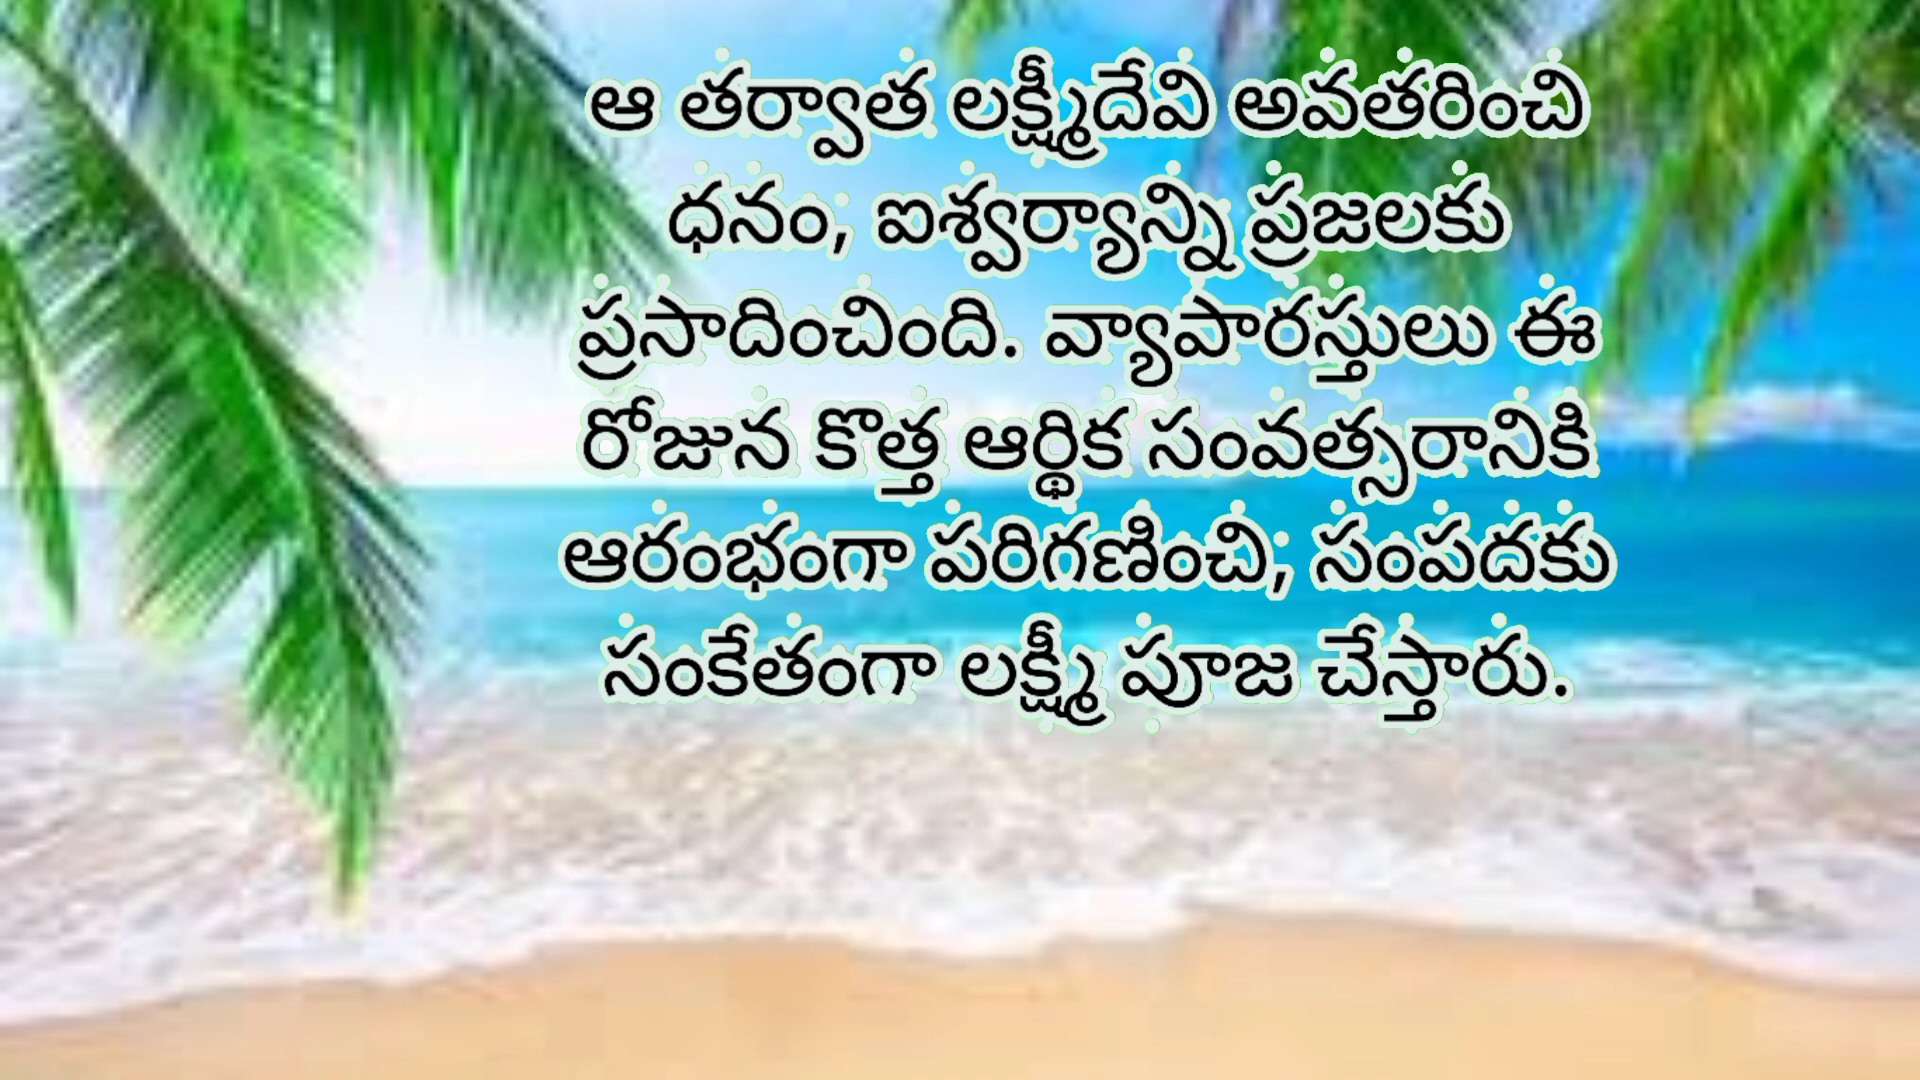 ఆ తర్వాత లక్ష్మీదేవి అవతరించి
ధనం, ఐశ్వర్యాన్ని ప్రజలకు
ప్రసాదించింది. వ్యాపారస్తులు ఈ
రోజున కొత్త ఆర్థిక సంవత్సరానికి
ఆరంభంగా పరిగణించి, సంపదకు
సంకేతంగా లక్ష్మీ పూజ చేస్తారు.